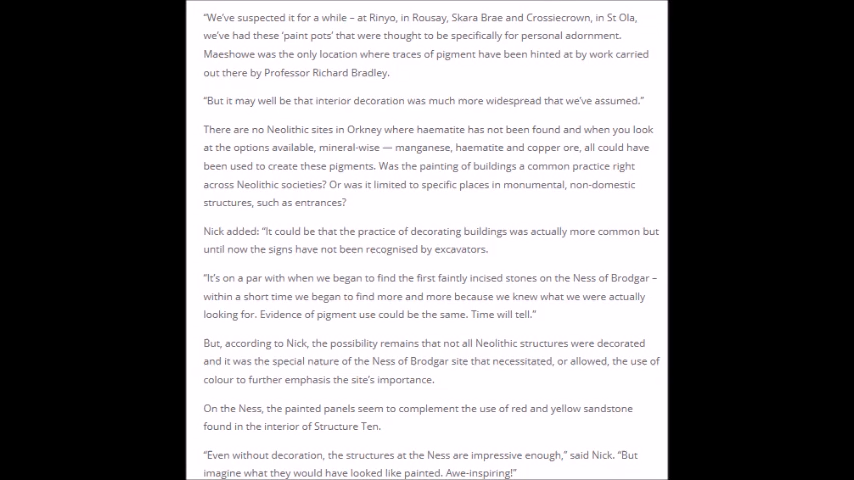 “We’ve suspected it for a while – at Rinyo, in Rousay, Skara Brae and Crossiecrown, in St Ola,
we’ve had these ‘paint pots’ that were thought to be specifically for personal adornment.
Maeshowe was the only location where traces of pigment have been hinted at by work carried
out there by Professor Richard Bradley.
“But it may well be that interior decoration was much more widespread that we’ve assumed.”
There are no Neolithic sites in Orkney where haematite has not been found and when you look
at the options available, mineral-wise — manganese, haematite and copper ore, all could have
been used to create these pigments. Was the painting of buildings a common practice right
across Neolithic societies? Or was it limited to specific places in monumental, non-domestic
structures, such as entrances?
Nick added: “It could be that the practice of decorating buildings was actually more common but
until now the signs have not been recognised by excavators.
“It’s on a par with when we began to find the first faintly incised stones on the Ness of Brodgar –
within a short time we began to find more and more because we knew what we were actually
looking for. Evidence of pigment use could be the same. Time will tell.”
But, according to Nick, the possibility remains that not all Neolithic structures were decorated
and it was the special nature of the Ness of Brodgar site that necessitated, or allowed, the use of
colour to further emphasis the site’s importance.
On the Ness, the painted panels seem to complement the use of red and yellow sandstone
found in the interior of Structure Ten.
“Even without decoration, the structures at the Ness are impressive enough,” said Nick. “But
imagine what they would have looked like painted. Awe-inspiring!”